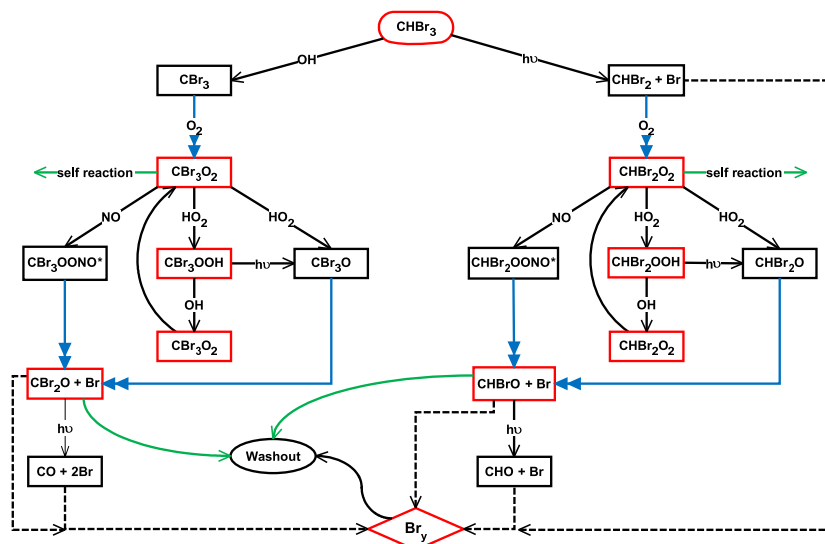 CHBr3
OH
hυ
CBr3
CHBr2 + Br
O2
O2
self reaction
CBr3O2
CHBr2O2
self reaction
NO
HO2
HO2
NO
HO2
HO2
CBr3OONO*
CBr3OOH
hυ
CBr3O
CHBr2OONO*
CHBr2OOH
hυ
CHBr2O
OH
OH
CBr3O2
CHBr2O2
CBr2O + Br
CHBrO + Br
hυ
hυ
Washout
CO + 2Br
CHO + Br
Bry